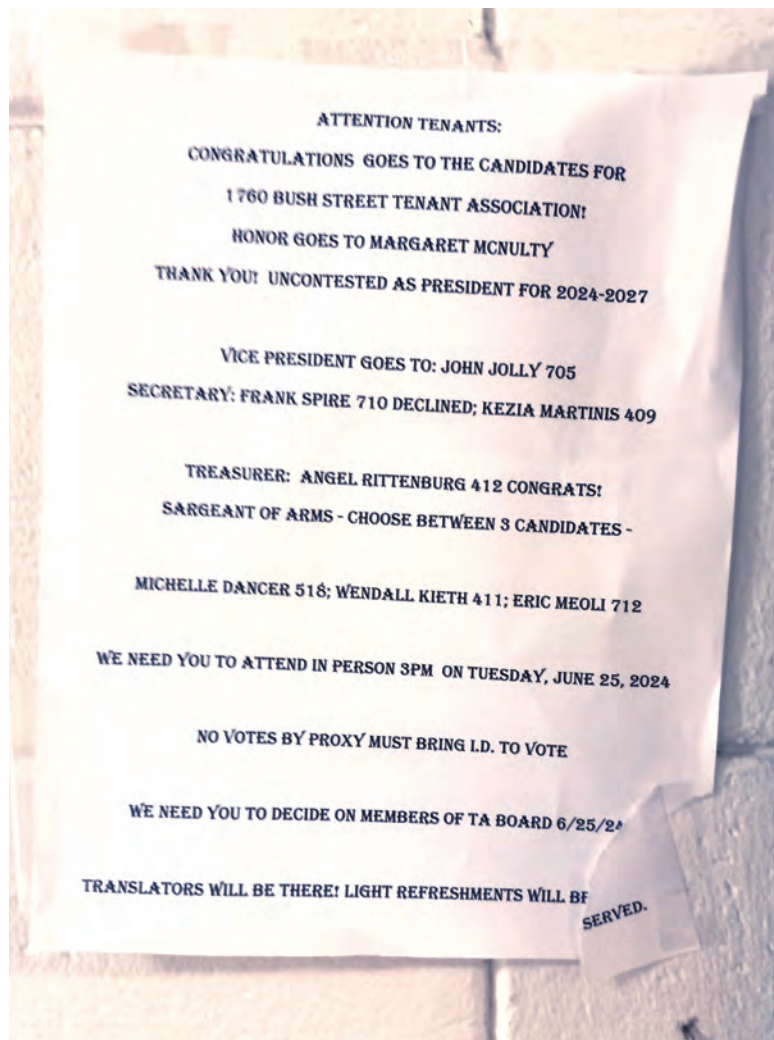 ATTENTION TENANTS:
CONGRATULATIONS GOES TO THE CANDIDATES FOR
1760 BUSH STREET TENANT ASSOCIATION!
HONOR GOES TO MARGARET MCNULTY
THANK YOU! UNCONTESTED AS PRESIDENT FOR 2024-2027
VICE PRESIDENT GOES TO: JOHN JOLLY 705
SECRETARY: FRANK SPIRE 710 DECLINED; KEZIA MARTINIS 409
TREASURER: ANGEL RITTENBURG 412 CONGRATS!
SARGEANT OF ARMS - CHOOSE BETWEEN 3 CANDIDATES -
MICHELLE DANCER 518; WENDALL KIETH 411; ERIC MEOLI 712
WE NEED YOU TO ATTEND IN PERSON 3PM ON TUESDAY, JUNE 25, 2024
NO VOTES BY PROXY MUST BRING I.D. TO VOTE
WE NEED YOU TO DECIDE ON MEMBERS OF TA BOARD 6/25/24
TRANSLATORS WILL BE THERE! LIGHT REFRESHMENTS WILL BE SERVED.